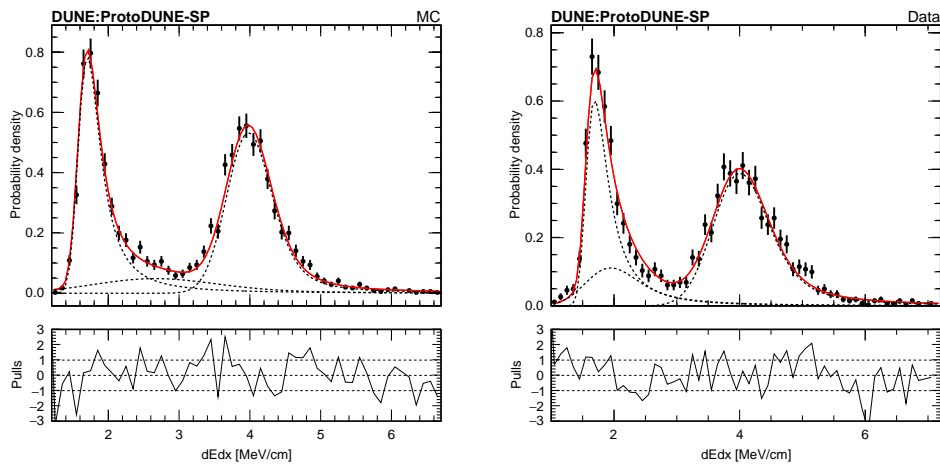 DUNE:ProtoDUNE-SP MC
Probability density
0.8
0.6
0.4
0.2
0.0
Pulls
3
2
1
0
−1
−2
−3
2 3 4 5 6
dEdx [MeV/cm]
DUNE:ProtoDUNE-SP Data
Probability density
0.8
0.6
0.4
0.2
0.0
Pulls
3
2
1
0
−1
−2
−3
2 4 6
dEdx [MeV/cm]